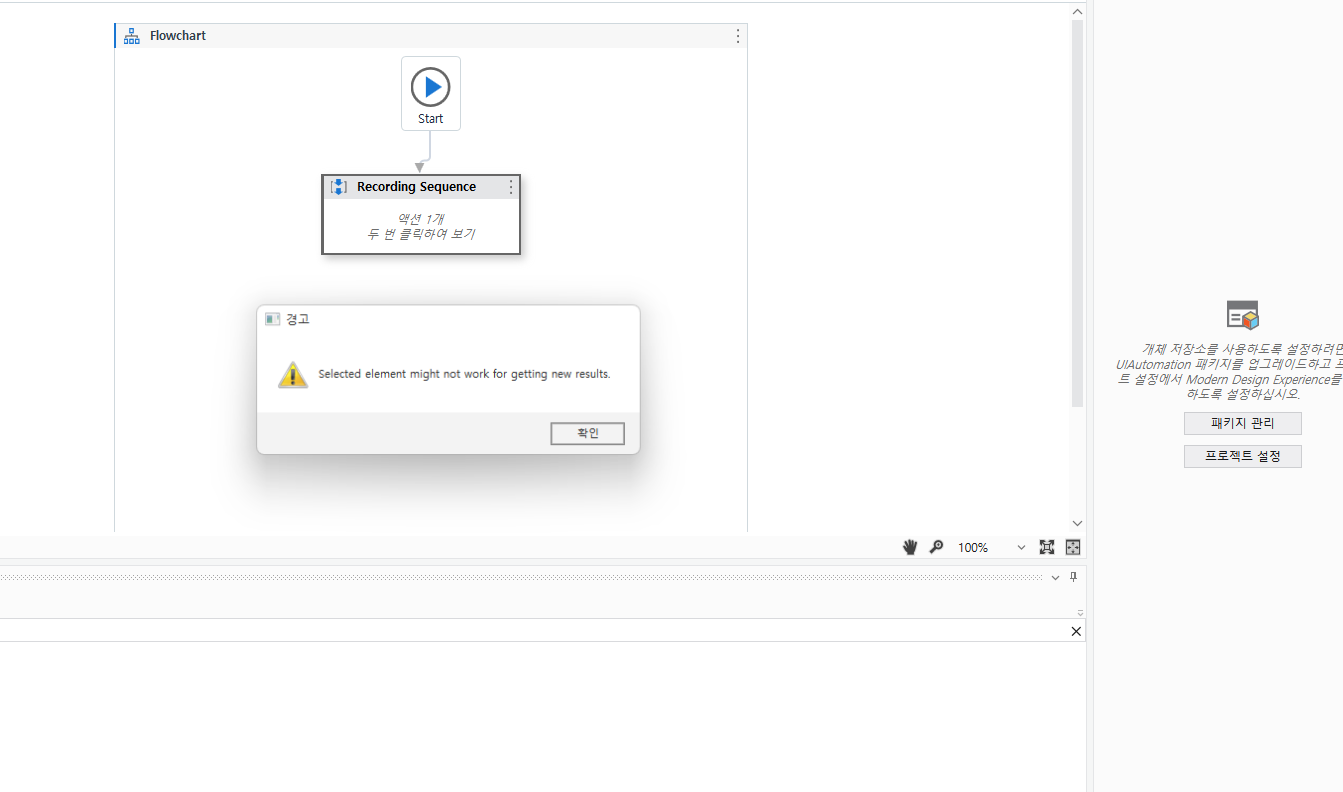 Flowchart
Start
Recording Sequence
액션 1개
두 번 클릭하여 보기
경고
Selected element might not work for getting new results.
확인
개체 저장소를 사용하도록 설정하려면
UIAutomation 패키지를 업그레이드하고 프
트 설정에서 Modern Design Experience를
하도록 설정하십시오.
패키지 관리
프로젝트 설정
100%